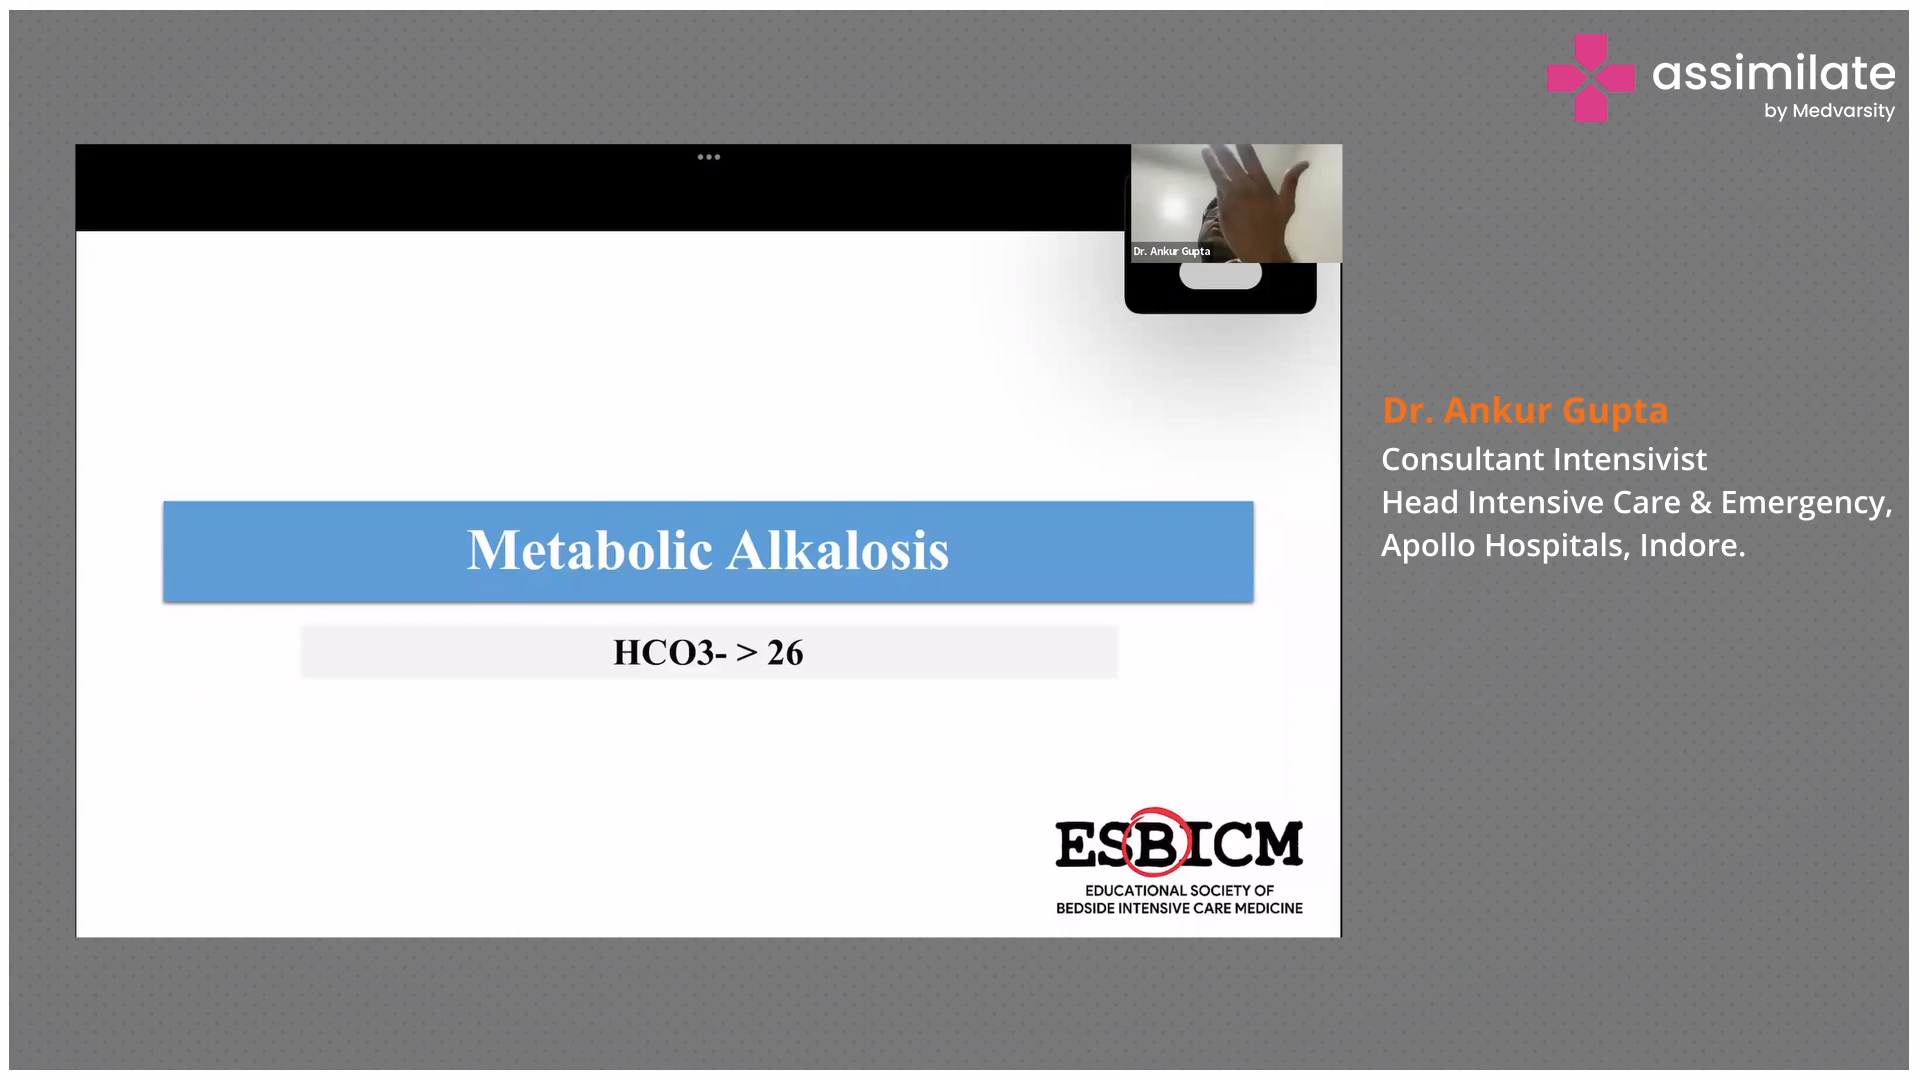 assimilate
by Medvarsity
Dr. Ankur Gupta
Metabolic Alkalosis
HCO3- > 26
ESBICM
EDUCATIONAL SOCIETY OF
BEDSIDE INTENSIVE CARE MEDICINE
Dr. Ankur Gupta
Consultant Intensivist
Head Intensive Care & Emergency,
Apollo Hospitals, Indore.